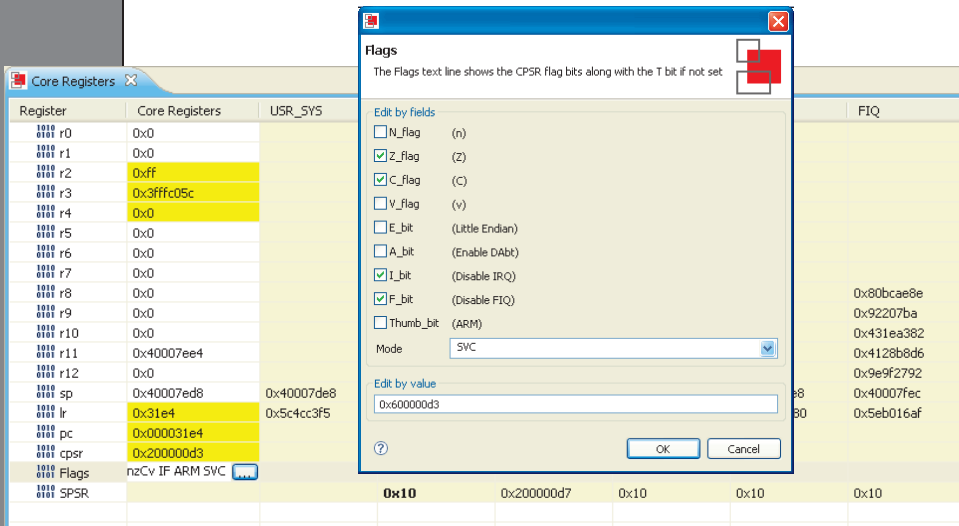 Flags
The Flags text line shows the CPSR flag bits along with the T bit if not set
Core Registers
Register Core Registers USR_SYS FIQ
r0 0x0
r1 0x0
r2 0xff
r3 0x3fffc05c
r4 0x0
r5 0x0
r6 0x0
r7 0x0
r8 0x0 0x80bcae8e
r9 0x0 0x92207ba
r10 0x0 0x431ea382
r11 0x40007ee4 0x4128b8d6
r12 0x0 0x9e9f2792
sp 0x40007ed8 0x40007de8 e8 0x40007fec
lr 0x31e4 0x5c4cc3f5 80 0x5eb016af
pc 0x000031e4
cpsr 0x200000d3
Flags nzCv IF ARM SVC ...
SPSR 0x10 0x200000d7 0x10 0x10 0x10
Edit by fields
N_flag (n)
Z_flag (Z)
C_flag (C)
V_flag (v)
E_bit (Little Endian)
A_bit (Enable DAbt)
I_bit (Disable IRQ)
F_bit (Disable FIQ)
Thumb_bit (ARM)
Mode SVC
Edit by value
0x600000d3
? OK Cancel